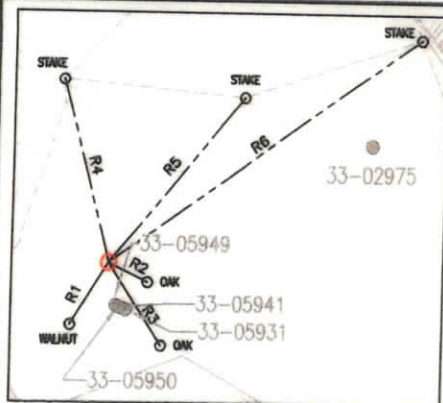 STAKE
STAKE
STAKE
R6
R5
R4
33-02975
33-05949
R2
OAK
R1
33-05941
R3
33-05931
WALNUT
OAK
33-05950